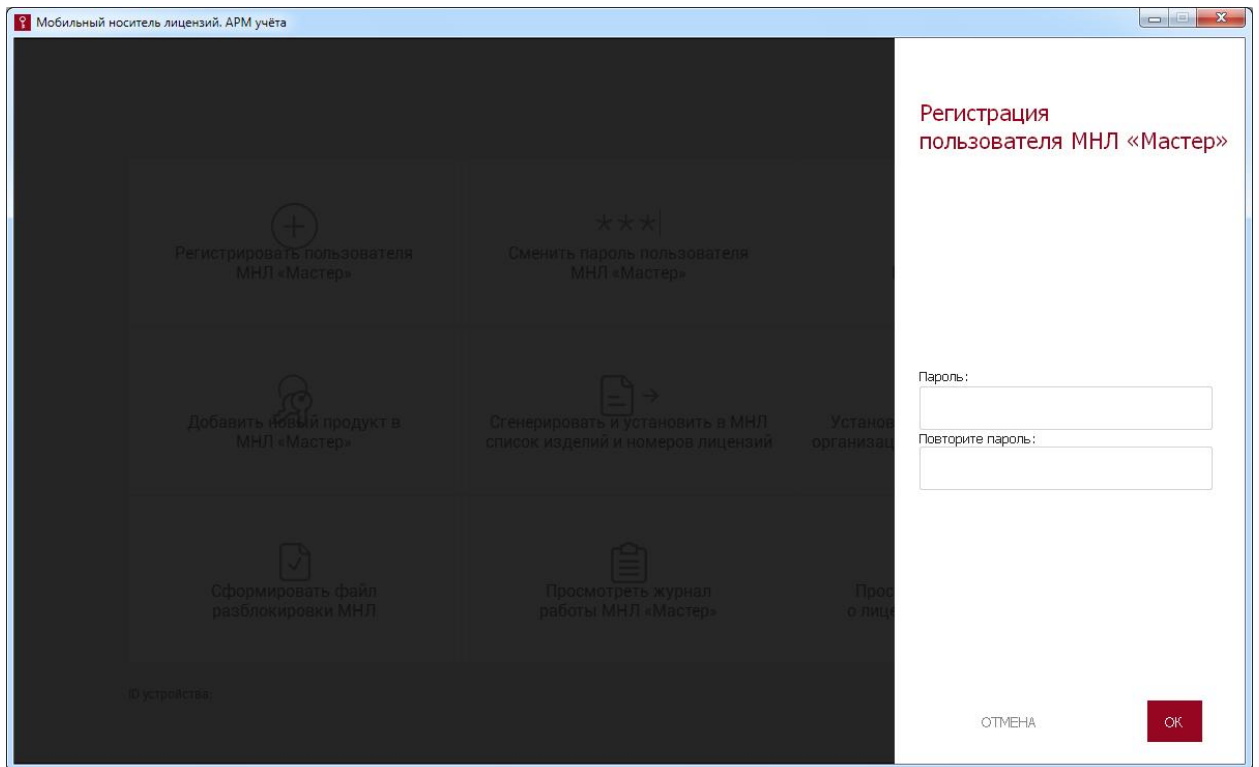 Мобильный носитель лицензий. АРМ учёта
Регистрация
пользователя МНЛ «Мастер»
***
Регистрировать пользователя
МНЛ «Мастер»
Сменить пароль пользователя
МНЛ «Мастер»
Пароль:
Повторите пароль:
Добавить новый продукт в
МНЛ «Мастер»
Сгенерировать и установить в МНЛ
список изделий и номеров лицензий
Сформировать файл
разблокировки МНЛ
Просмотреть журнал
работы МНЛ «Мастер»
о лице
ID устройства:
ОТМЕНА
ОК